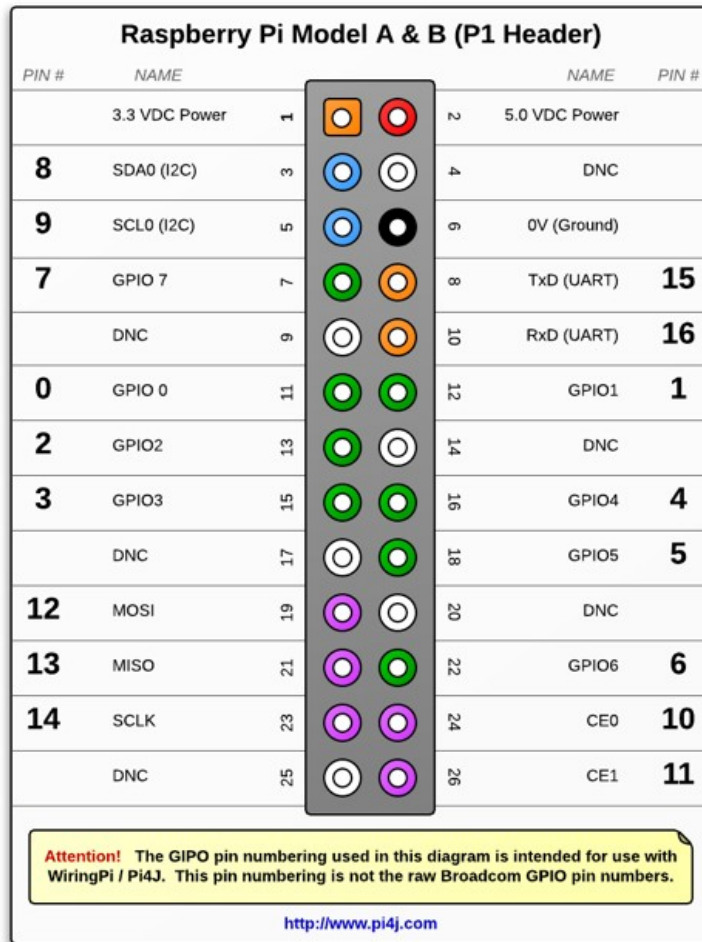 Raspberry Pi Model A & B (P1 Header)
PIN # NAME NAME PIN #
3.3 VDC Power 1 2 5.0 VDC Power
8 SDA0 (I2C) 3 4 DNC
9 SCL0 (I2C) 5 6 0V (Ground)
7 GPIO 7 7 8 TxD (UART) 15
DNC 9 10 RxD (UART) 16
0 GPIO 0 11 12 GPIO1 1
2 GPIO2 13 14 DNC
3 GPIO3 15 16 GPIO4 4
DNC 17 18 GPIO5 5
12 MOSI 19 20 DNC
13 MISO 21 22 GPIO6 6
14 SCLK 23 24 CE0 10
DNC 25 26 CE1 11
Attention! The GIPO pin numbering used in this diagram is intended for use with
WiringPi / Pi4J. This pin numbering is not the raw Broadcom GPIO pin numbers.
http://www.pi4j.com